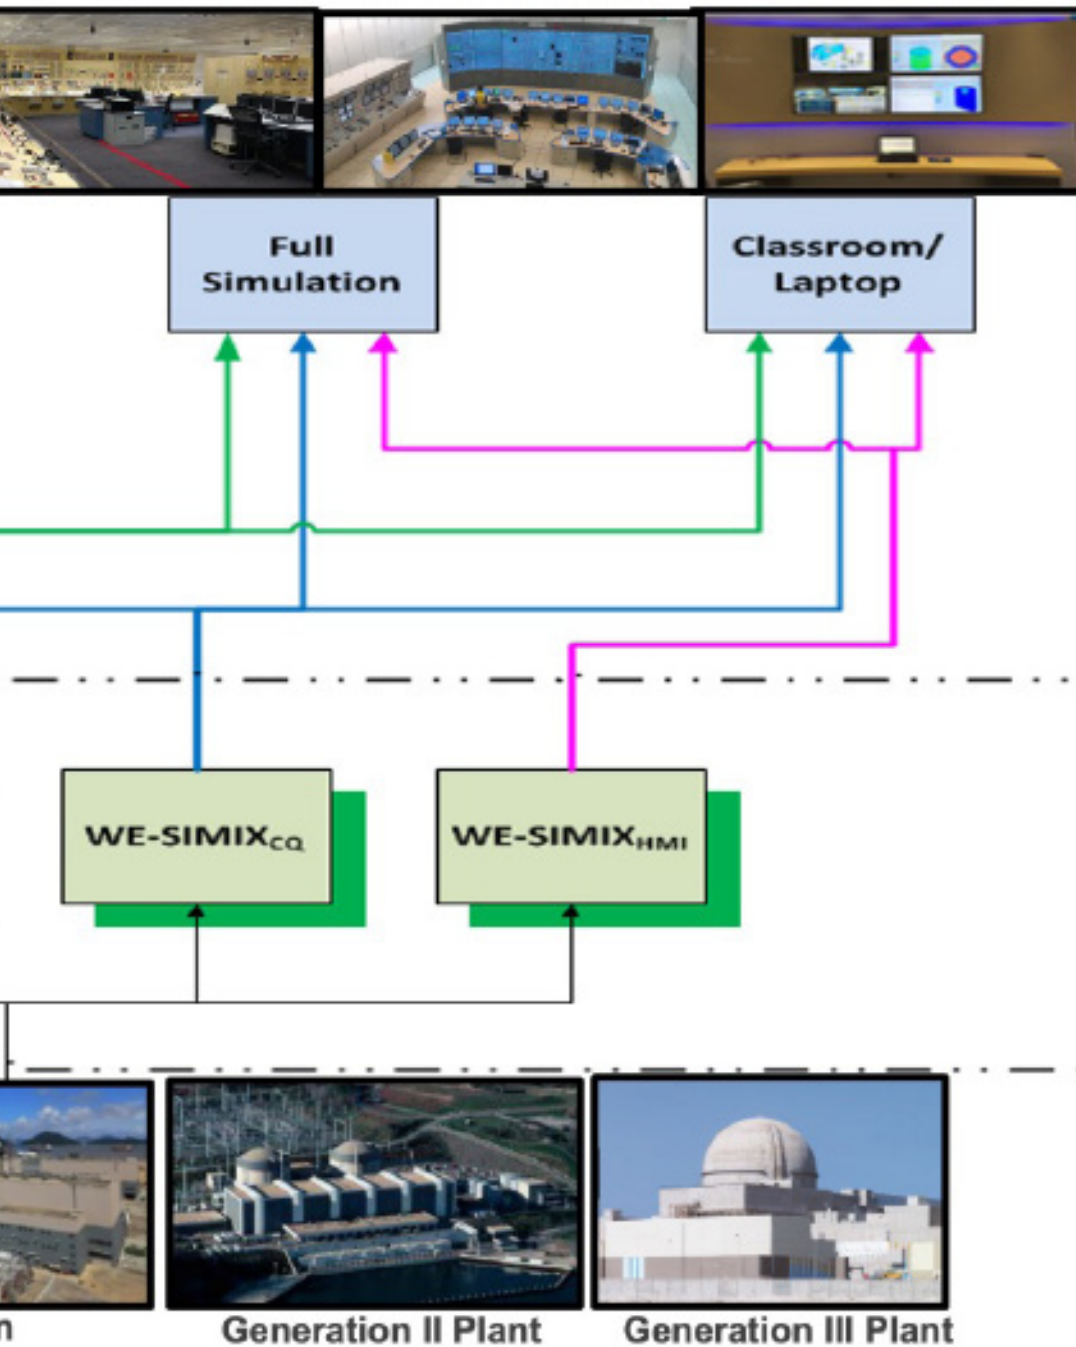 Full
Simulation
Classroom/
Laptop
WE-SIMIXCQ
WE-SIMIXHMI
n
Generation II Plant
Generation III Plant